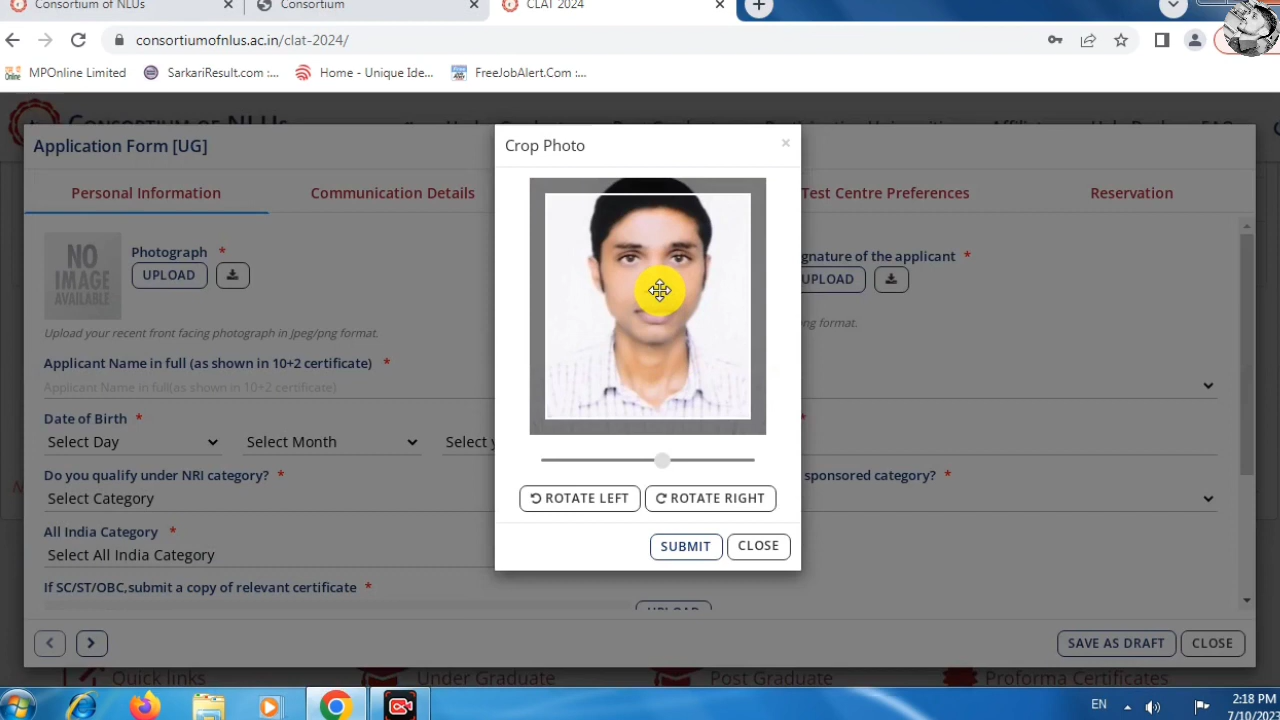 Consortium of NLUs × Consortium × CLAT 2024 ×
consortiumofnlus.ac.in/clat-2024/
MPOnline Limited SarkariResult.com :... Home - Unique Ide... FreeJobAlert.Com :...
CONSORTIUM OF NLUs
Application Form [UG]
Crop Photo ×
Personal Information Communication Details Test Centre Preferences Reservation
NO IMAGE AVAILABLE
Photograph *
UPLOAD
gnature of the applicant *
UPLOAD
Upload your recent front facing photograph in Jpeg/png format.
ng format.
Applicant Name in full (as shown in 10+2 certificate) *
Applicant Name in full(as shown in 10+2 certificate)
Date of Birth *
Select Day Select Month Select y
Do you qualify under NRI category? *
sponsored category? *
Select Category
All India Category *
Select All India Category
If SC/ST/OBC,submit a copy of relevant certificate *
UPLOAD
ROTATE LEFT ROTATE RIGHT
SUBMIT CLOSE
SAVE AS DRAFT CLOSE
Quick links Under Graduate Post Graduate Proforma Certificates
EN
2:18 PM